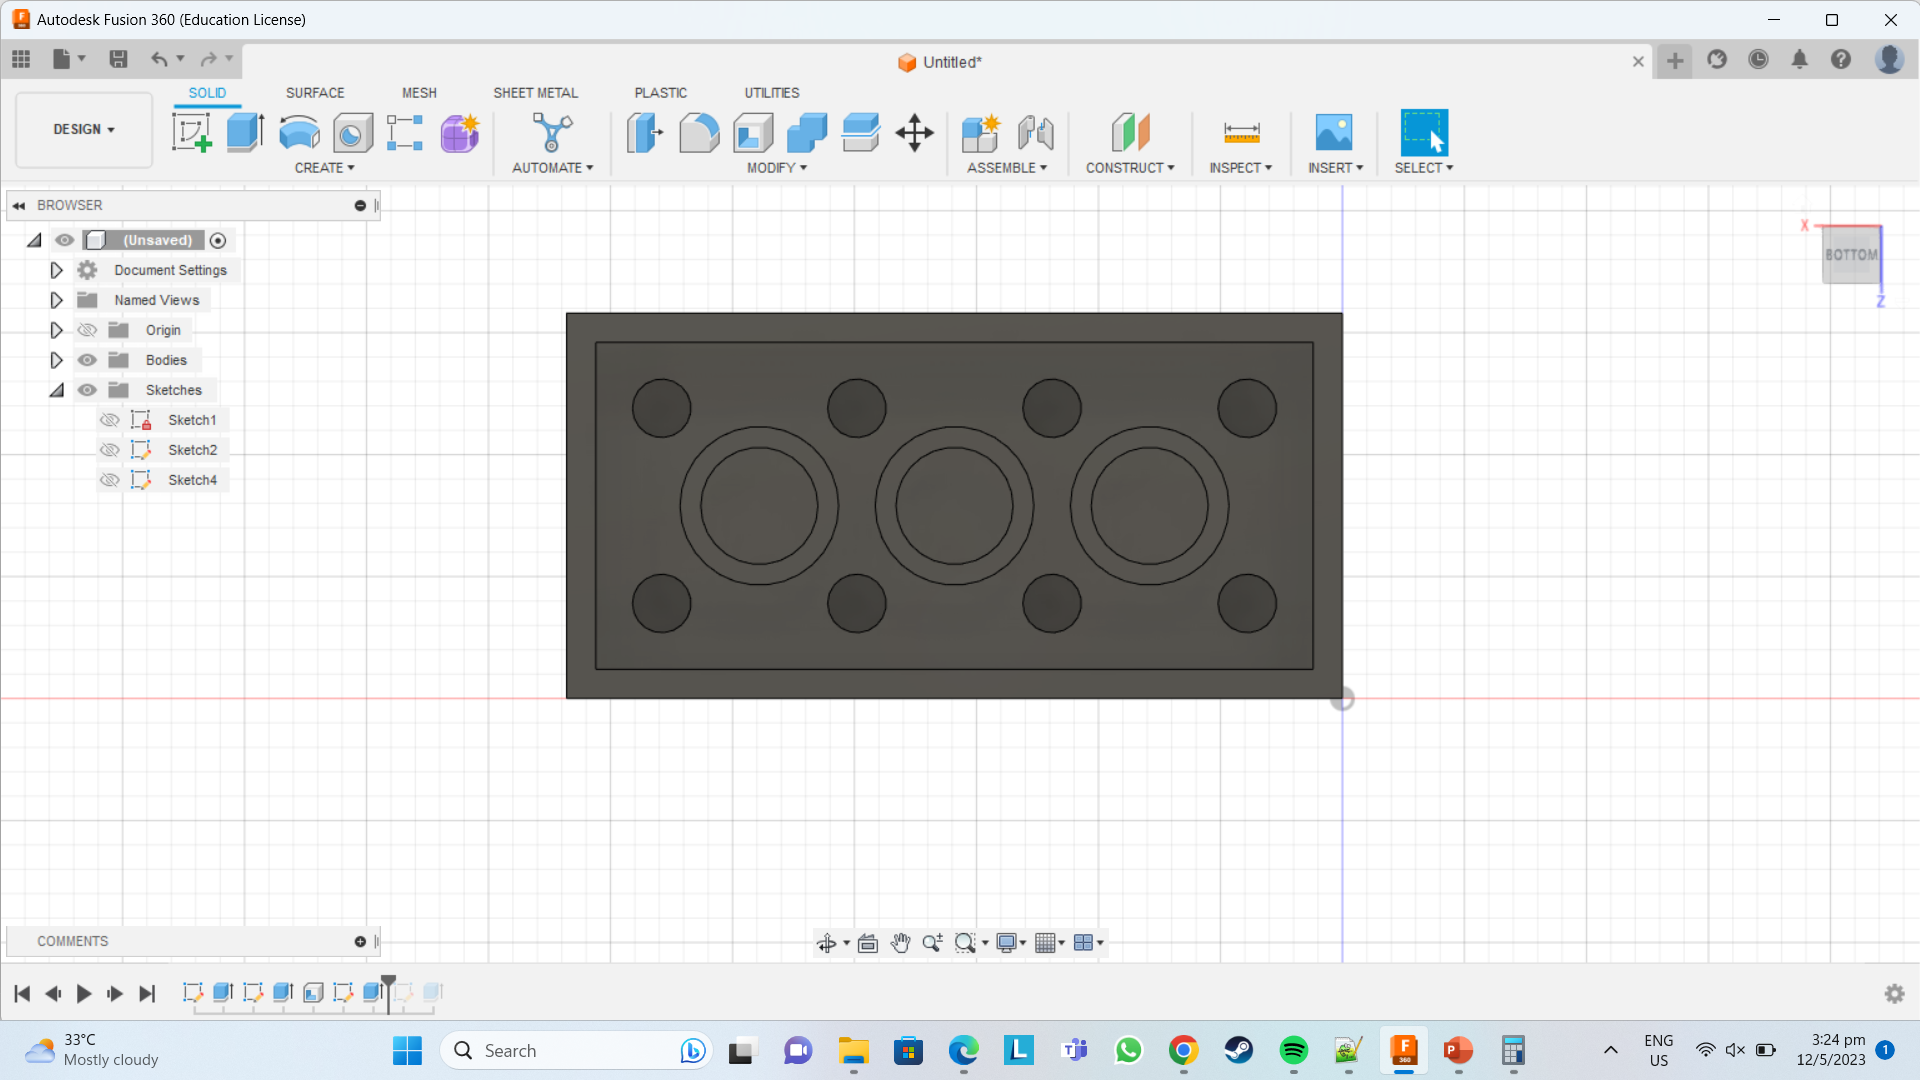 Autodesk Fusion 360 (Education License)
Untitled*
SOLID SURFACE MESH SHEET METAL PLASTIC UTILITIES
DESIGN
CREATE AUTOMATE MODIFY ASSEMBLE CONSTRUCT INSPECT INSERT SELECT
BROWSER
(Unsaved)
Document Settings
Named Views
Origin
Bodies
Sketches
Sketch1
Sketch2
Sketch4
X
BOTTOM
Z
COMMENTS
33°C
Mostly cloudy
Search
ENG
US
3:24 pm
12/5/2023
1